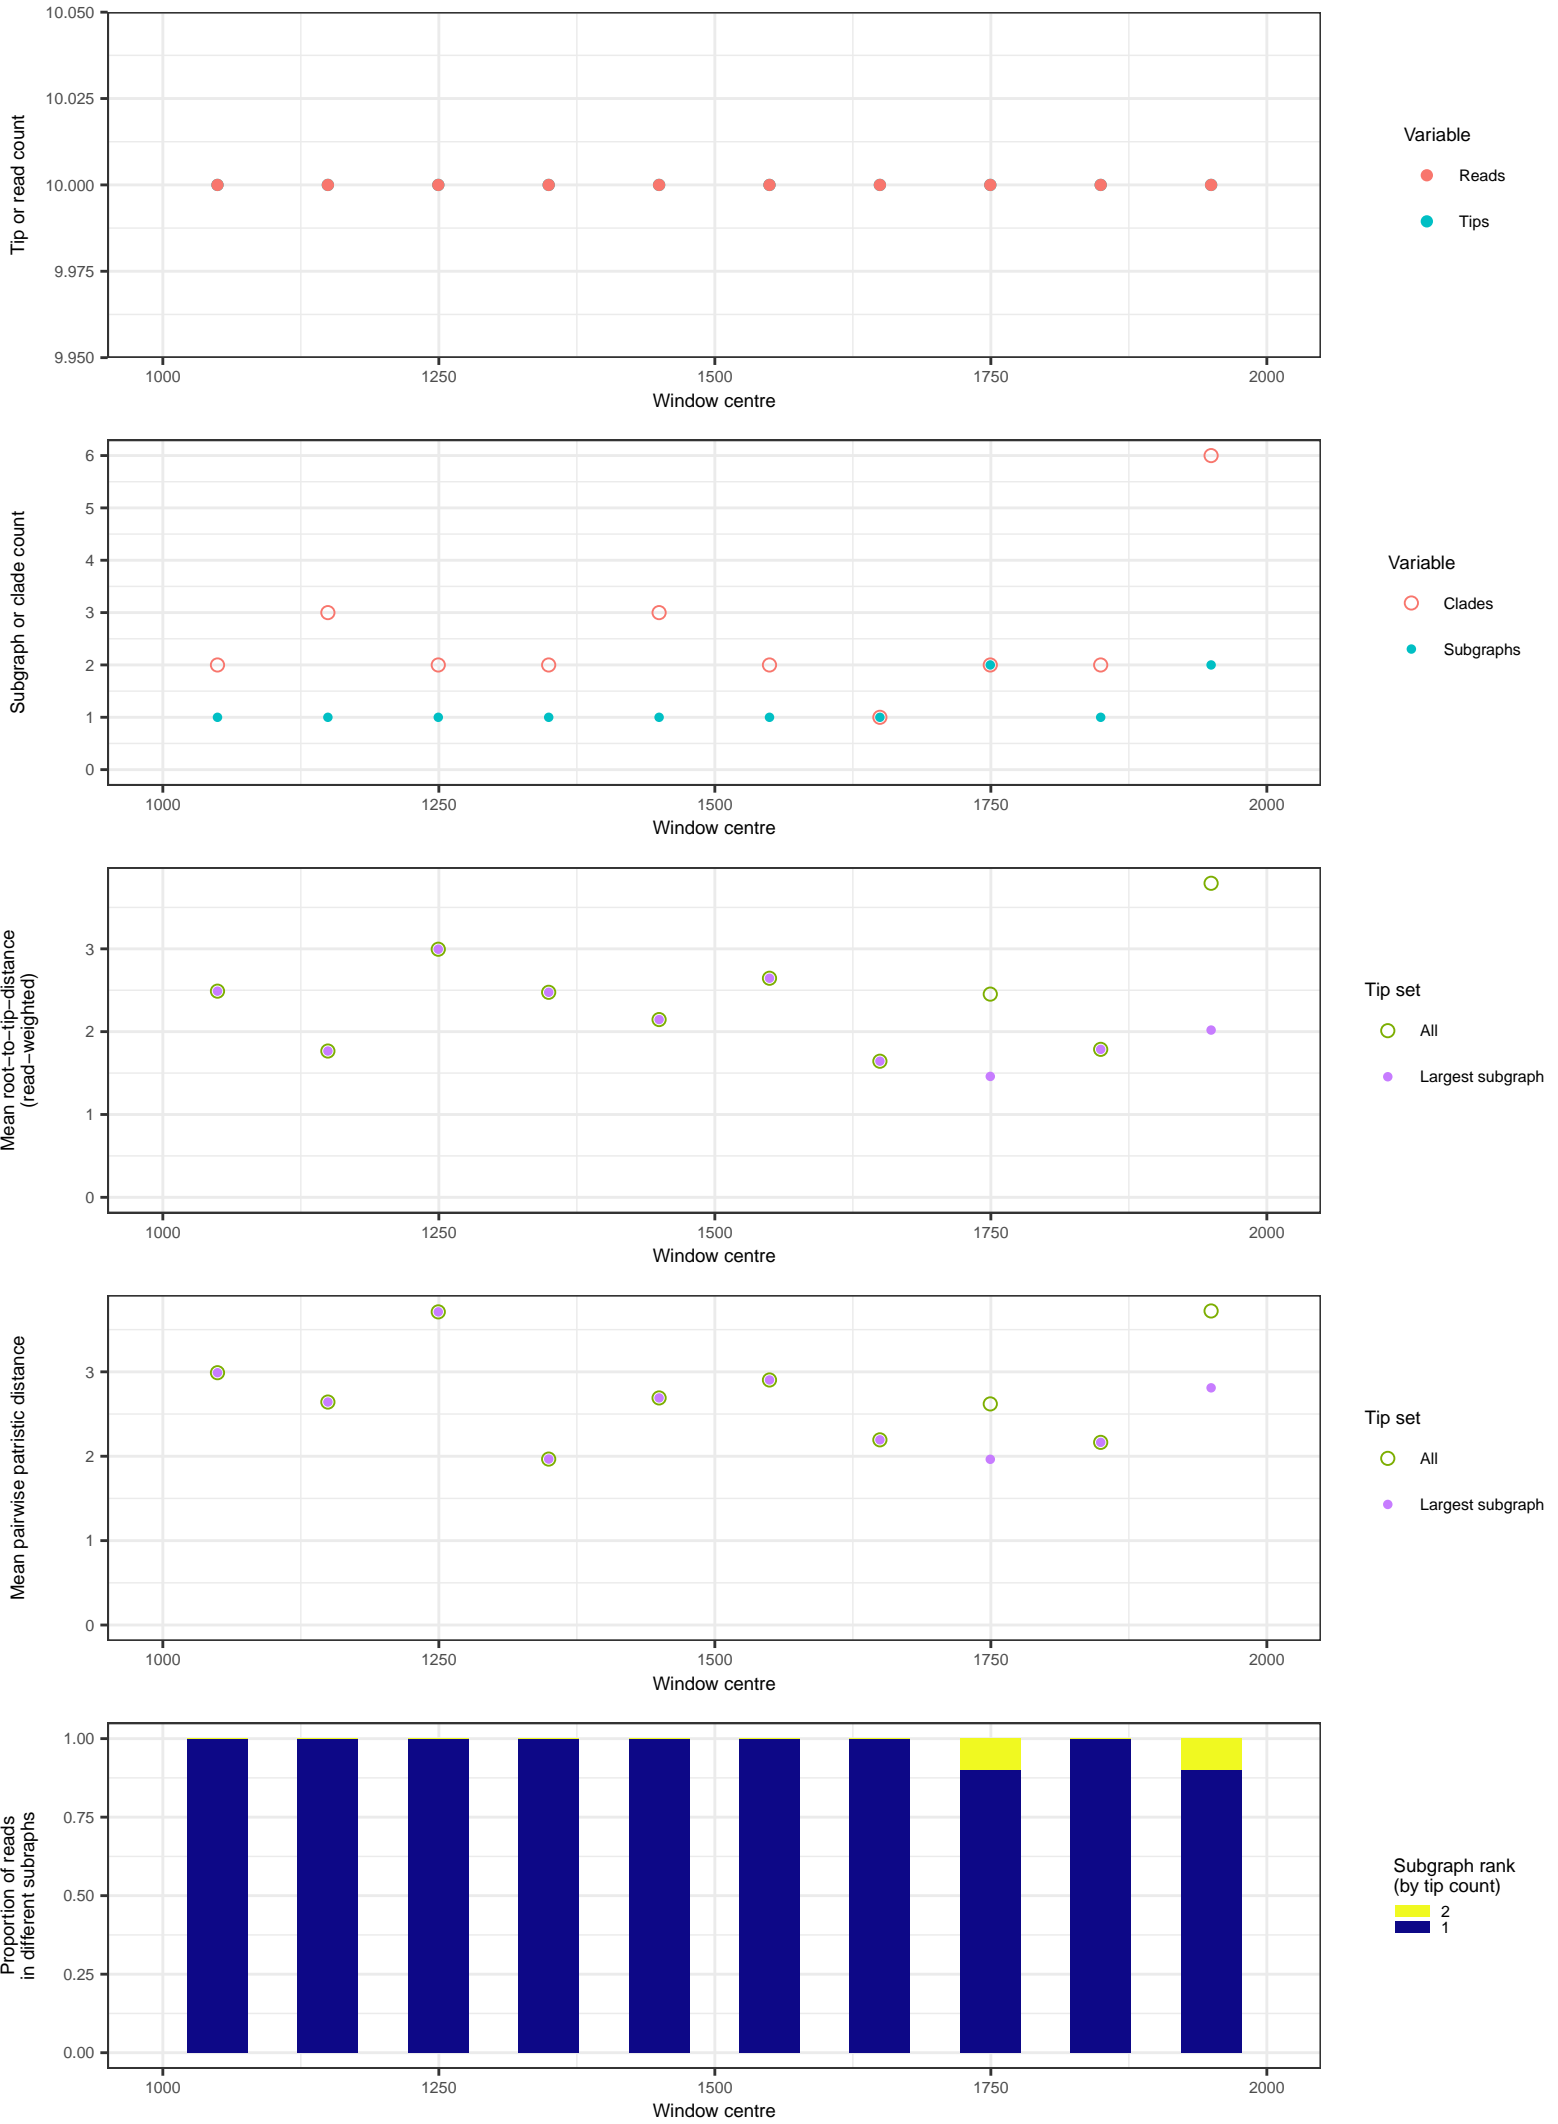 10.050
10.025
10.000
9.975
9.950
Tip or read count
1000 1250 1500 1750 2000
Window centre
Variable
Reads
Tips
6
5
4
3
2
1
0
Subgraph or clade count
1000 1250 1500 1750 2000
Window centre
Variable
Clades
Subgraphs
3
2
1
0
Mean root−to−tip−distance
(read−weighted)
1000 1250 1500 1750 2000
Window centre
Tip set
All
Largest subgraph
3
2
1
0
Mean pairwise patristic distance
1000 1250 1500 1750 2000
Window centre
Tip set
All
Largest subgraph
1.00
0.75
0.50
0.25
0.00
Proportion of reads
in different subraphs
1000 1250 1500 1750 2000
Window centre
Subgraph rank
(by tip count)
2
1